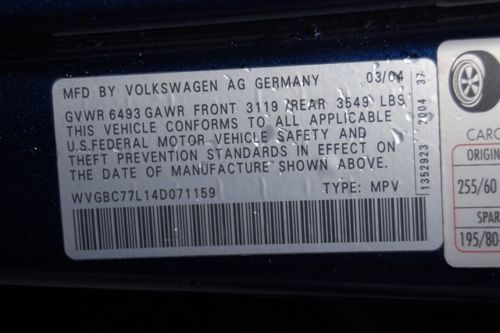 MFD BY VOLKSWAGEN AG GERMANY 03/04
GVWR 6493 GAWR FRONT 3119 REAR 3549 LBS
THIS VEHICLE CONFORMS TO ALL APPLICABLE
U.S.FEDERAL MOTOR VEHICLE SAFETY AND
THEFT PREVENTION STANDARDS IN EFFECT ON
THE DATE OF MANUFACTURE SHOWN ABOVE.
WVGBC77L14D071159 TYPE: MPV
1352923 2004 37
ORIGIN
255/60
SPAR
195/80